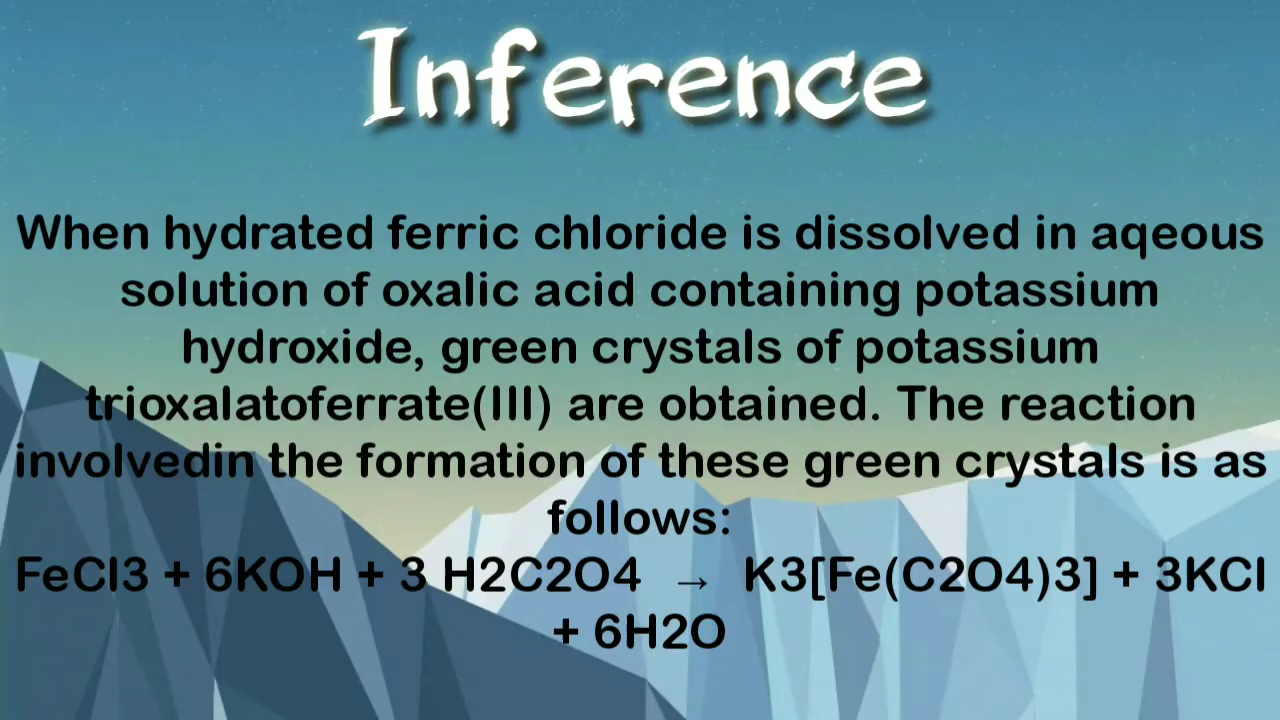 Inference
When hydrated ferric chloride is dissolved in aqeous
solution of oxalic acid containing potassium
hydroxide, green crystals of potassium
trioxalatoferrate(III) are obtained. The reaction
involvedin the formation of these green crystals is as
follows:
FeCl3 + 6KOH + 3 H2C2O4 → K3[Fe(C2O4)3] + 3KCl
+ 6H2O